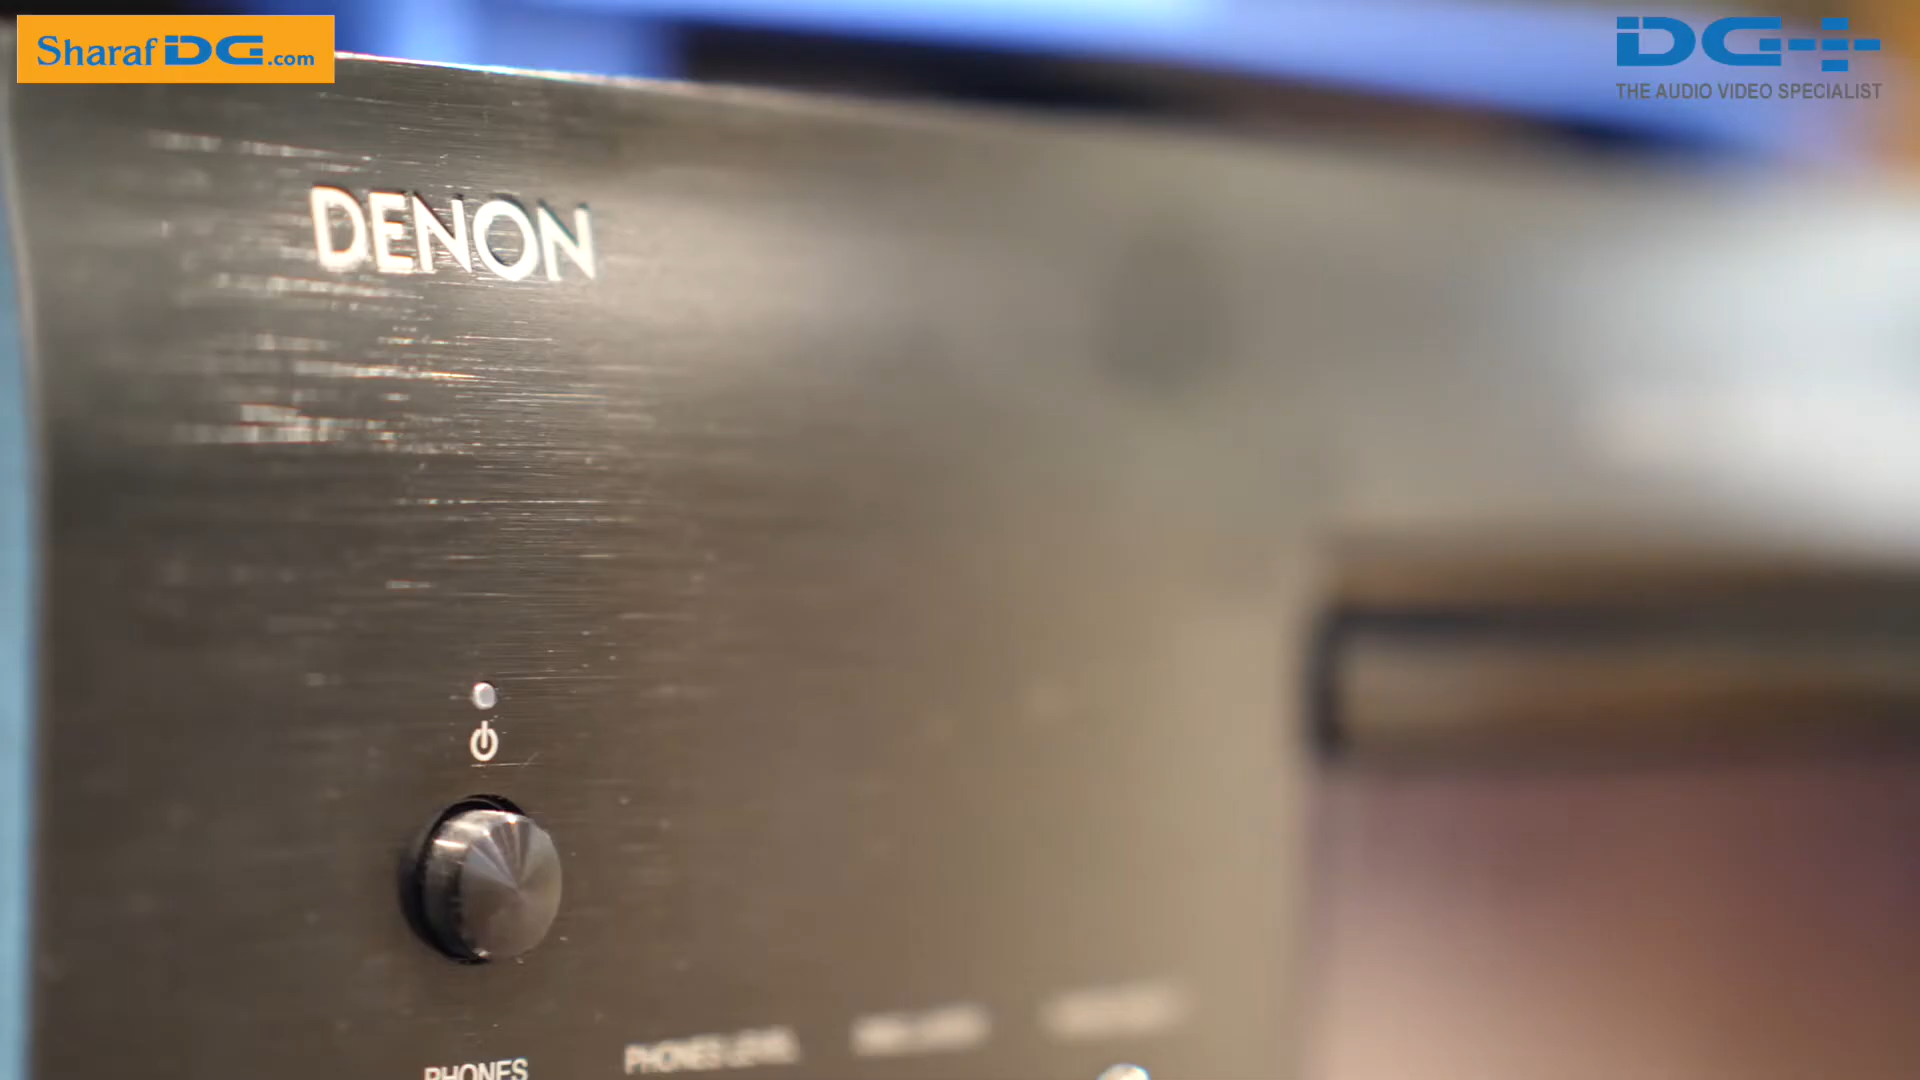 Sharaf DG.com
DG+
THE AUDIO VIDEO SPECIALIST
DENON
PHONES
PHONES LEVEL